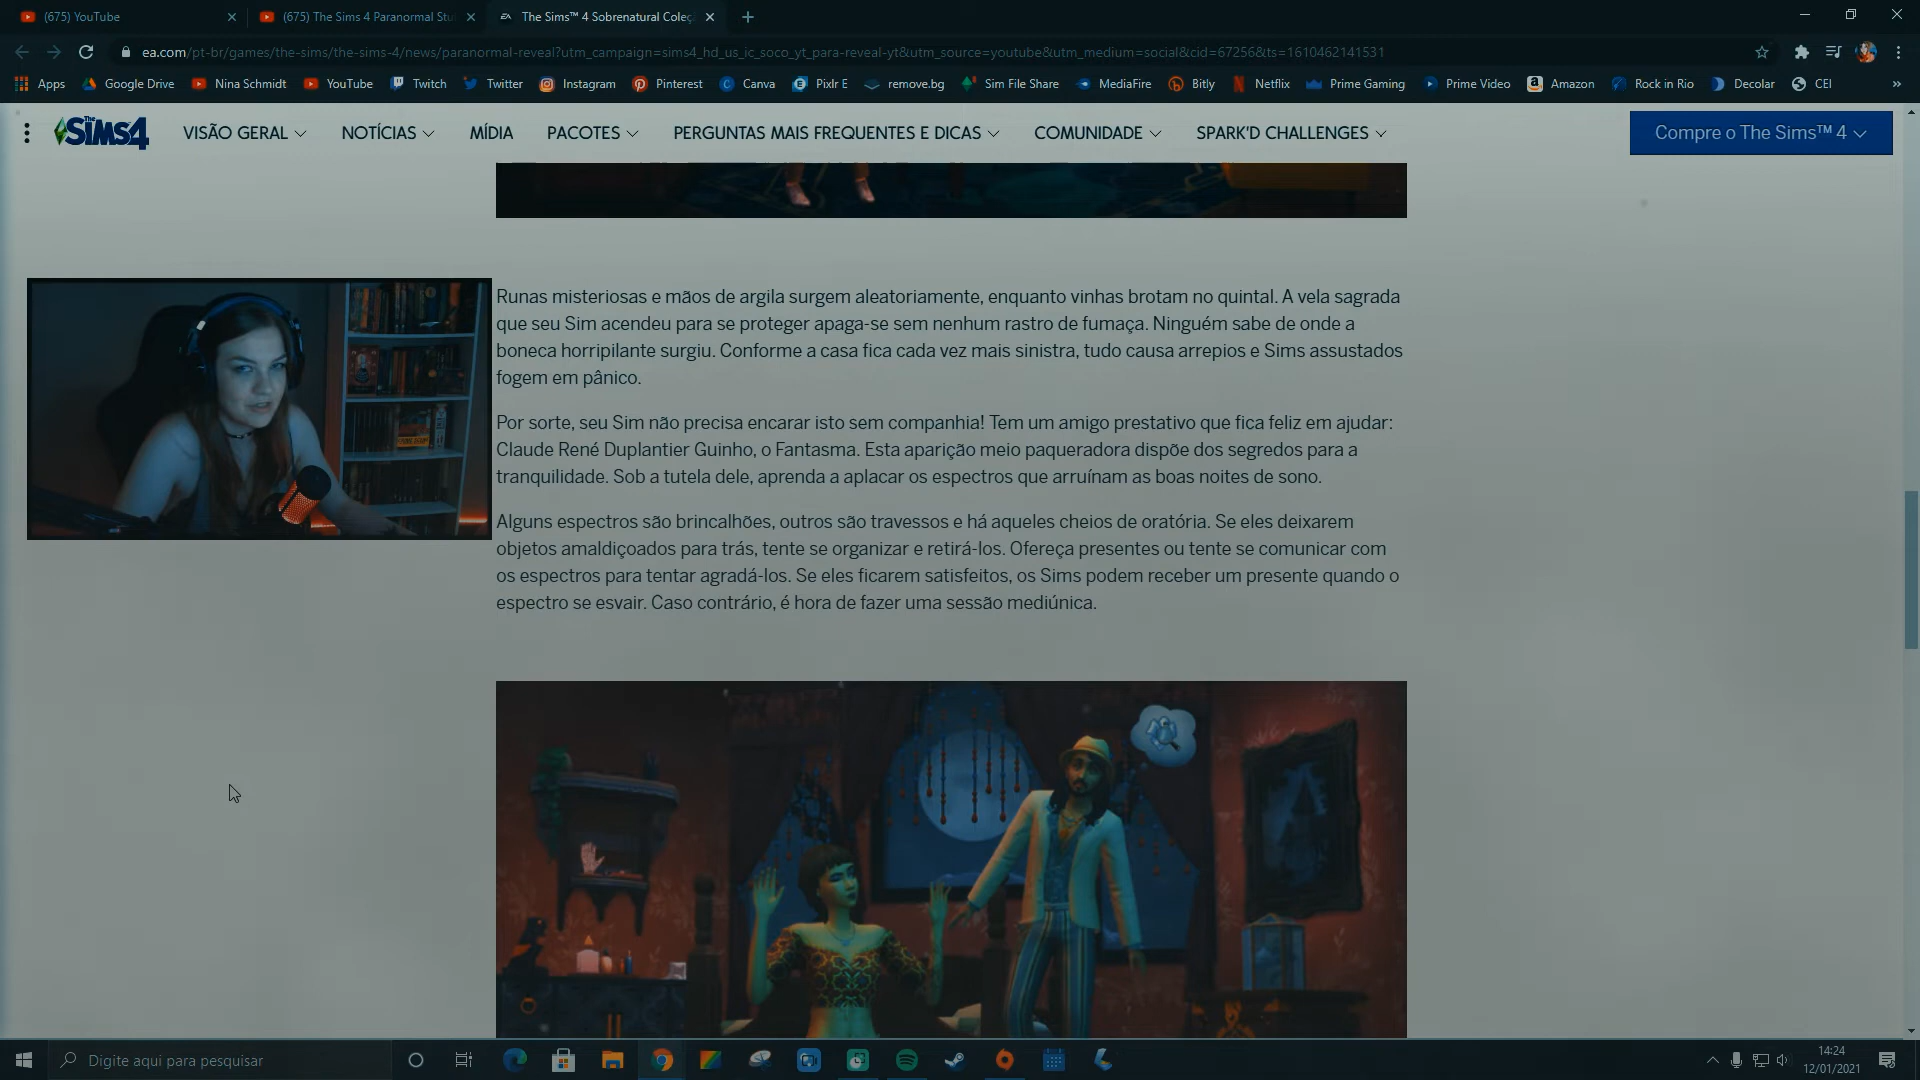 (675) YouTube
(675) The Sims 4 Paranormal Stu
The Sims™ 4 Sobrenatural Coleç
ea.com/pt-br/games/the-sims/the-sims-4/news/paranormal-reveal?utm_campaign=sims4_hd_us_ic_soco_yt_para-reveal-yt&utm_source=youtube&utm_medium=social&cid=67256&ts=1610462141531
Apps Google Drive Nina Schmidt YouTube Twitch Twitter Instagram Pinterest Canva Pixlr E remove.bg Sim File Share MediaFire Bitly Netflix Prime Gaming Prime Video Amazon Rock in Rio Decolar CEI
The Sims 4 VISÃO GERAL NOTÍCIAS MÍDIA PACOTES PERGUNTAS MAIS FREQUENTES E DICAS COMUNIDADE SPARK'D CHALLENGES Compre o The Sims™ 4
Runas misteriosas e mãos de argila surgem aleatoriamente, enquanto vinhas brotam no quintal. A vela sagrada
que seu Sim acendeu para se proteger apaga-se sem nenhum rastro de fumaça. Ninguém sabe de onde a
boneca horripilante surgiu. Conforme a casa fica cada vez mais sinistra, tudo causa arrepios e Sims assustados
fogem em pânico.
Por sorte, seu Sim não precisa encarar isto sem companhia! Tem um amigo prestativo que fica feliz em ajudar:
Claude René Duplantier Guinho, o Fantasma. Esta aparição meio paqueradora dispõe dos segredos para a
tranquilidade. Sob a tutela dele, aprenda a aplacar os espectros que arruínam as boas noites de sono.
Alguns espectros são brincalhões, outros são travessos e há aqueles cheios de oratória. Se eles deixarem
objetos amaldiçoados para trás, tente se organizar e retirá-los. Ofereça presentes ou tente se comunicar com
os espectros para tentar agradá-los. Se eles ficarem satisfeitos, os Sims podem receber um presente quando o
espectro se esvair. Caso contrário, é hora de fazer uma sessão mediúnica.
Digite aqui para pesquisar
14:24
12/01/2021